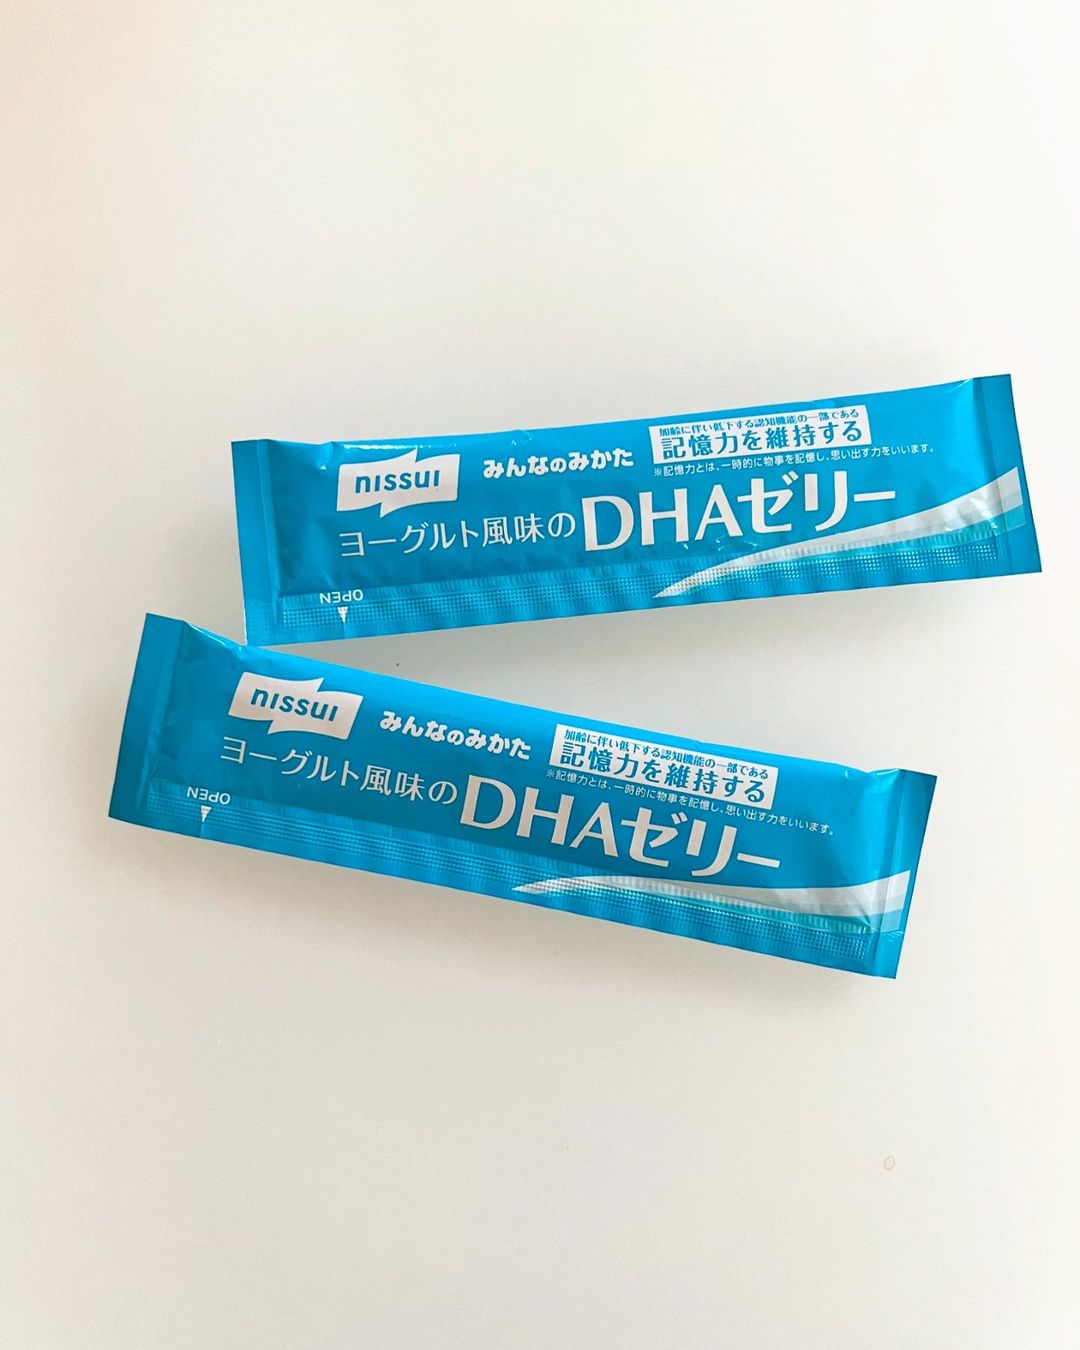 nissui
みんなのみかた
加齢に伴い低下する認知機能の一部である
記憶力を維持する
※記憶力とは、一時的に物事を記憶し、思い出す力をいいます。
ヨーグルト風味のDHAゼリー
OPEN
nissui
みんなのみかた
加齢に伴い低下する認知機能の一部である
記憶力を維持する
※記憶力とは、一時的に物事を記憶し、思い出す力をいいます。
ヨーグルト風味のDHAゼリー
OPEN